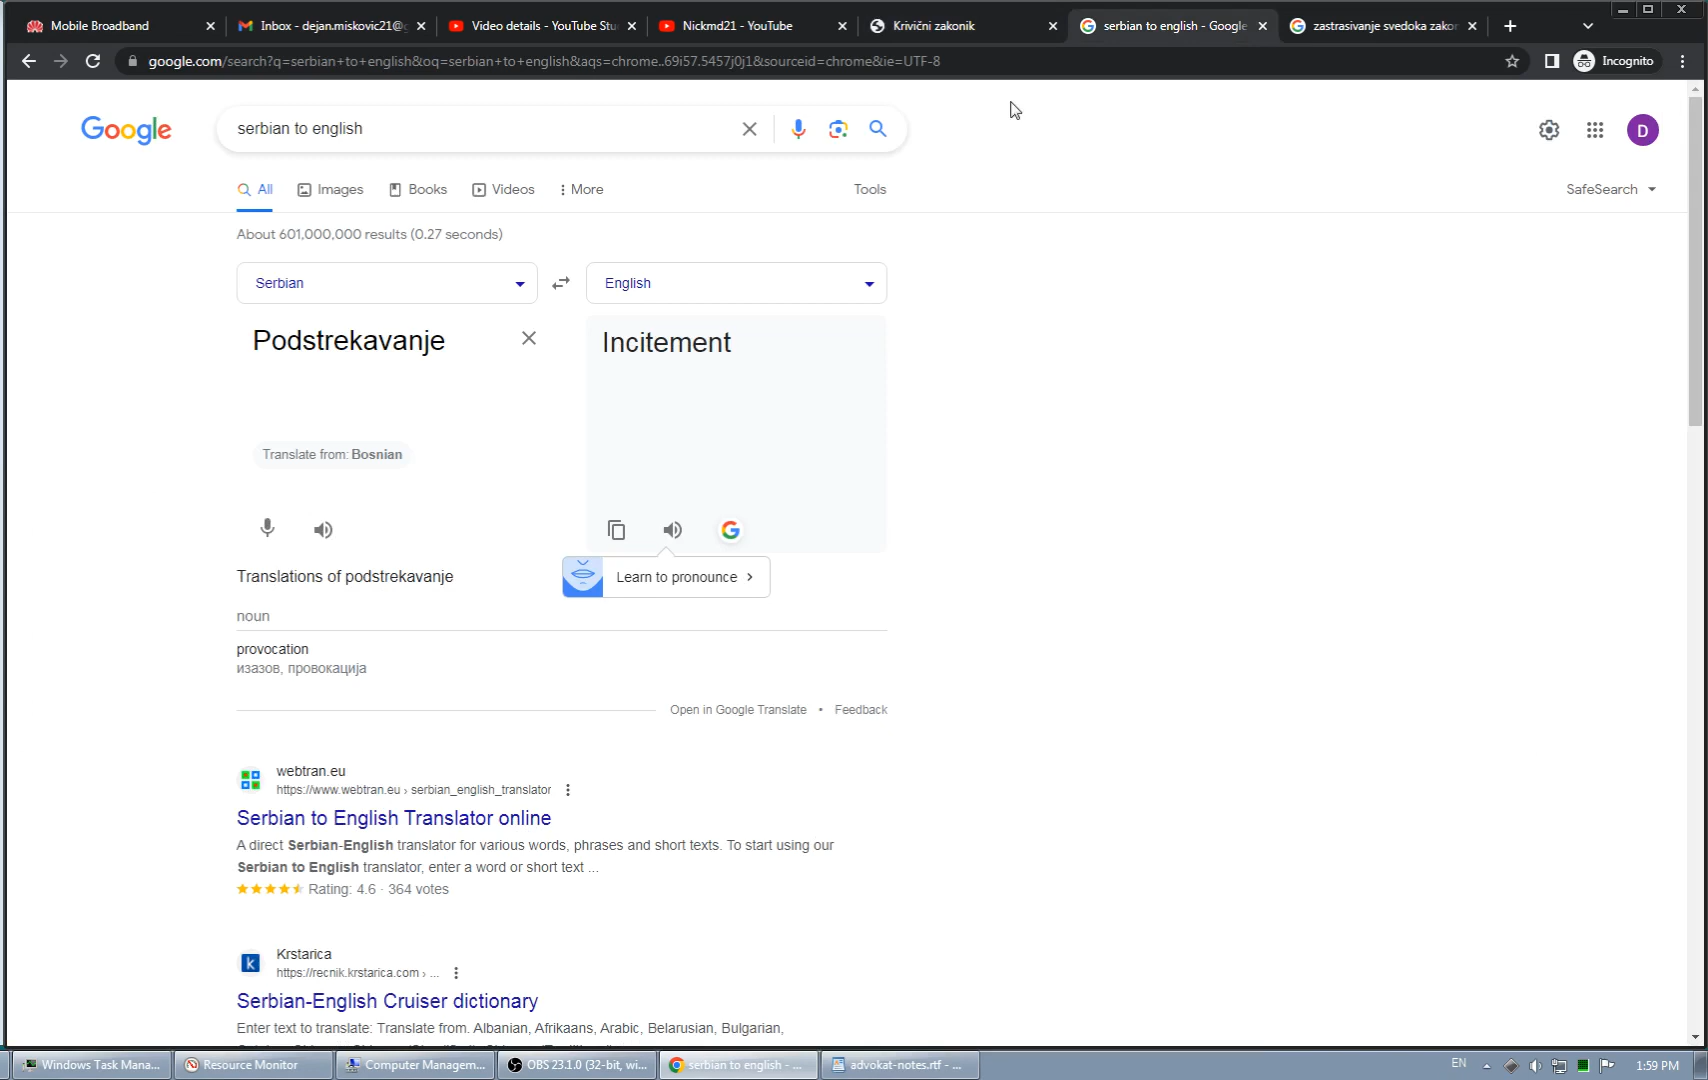 Mobile Broadband
Inbox - dejan.miskovic21@g
Video details - YouTube Stu
Nickmd21 - YouTube
Krivični zakonik
serbian to english - Google
zastrasivanje svedoka zakon
google.com/search?q=serbian+to+english&oq=serbian+to+english&aqs=chrome..69i57.5457j0j1&sourceid=chrome&ie=UTF-8
Incognito
Google
serbian to english
D
All
Images
Books
Videos
More
Tools
SafeSearch
About 601,000,000 results (0.27 seconds)
Serbian
English
Podstrekavanje
Incitement
Translate from: Bosnian
Translations of podstrekavanje
Learn to pronounce
noun
provocation
изазов, провокација
Open in Google Translate • Feedback
webtran.eu
https://www.webtran.eu › serbian_english_translator
Serbian to English Translator online
A direct Serbian-English translator for various words, phrases and short texts. To start using our
Serbian to English translator, enter a word or short text ...
Rating: 4.6 · 364 votes
k
Krstarica
https://recnik.krstarica.com › ...
Serbian-English Cruiser dictionary
Enter text to translate: Translate from. Albanian, Afrikaans, Arabic, Belarusian, Bulgarian,
Windows Task Mana...
Resource Monitor
Computer Managem...
OBS 23.1.0 (32-bit, wi...
serbian to english - ...
advokat-notes.rtf - ...
EN
1:59 PM